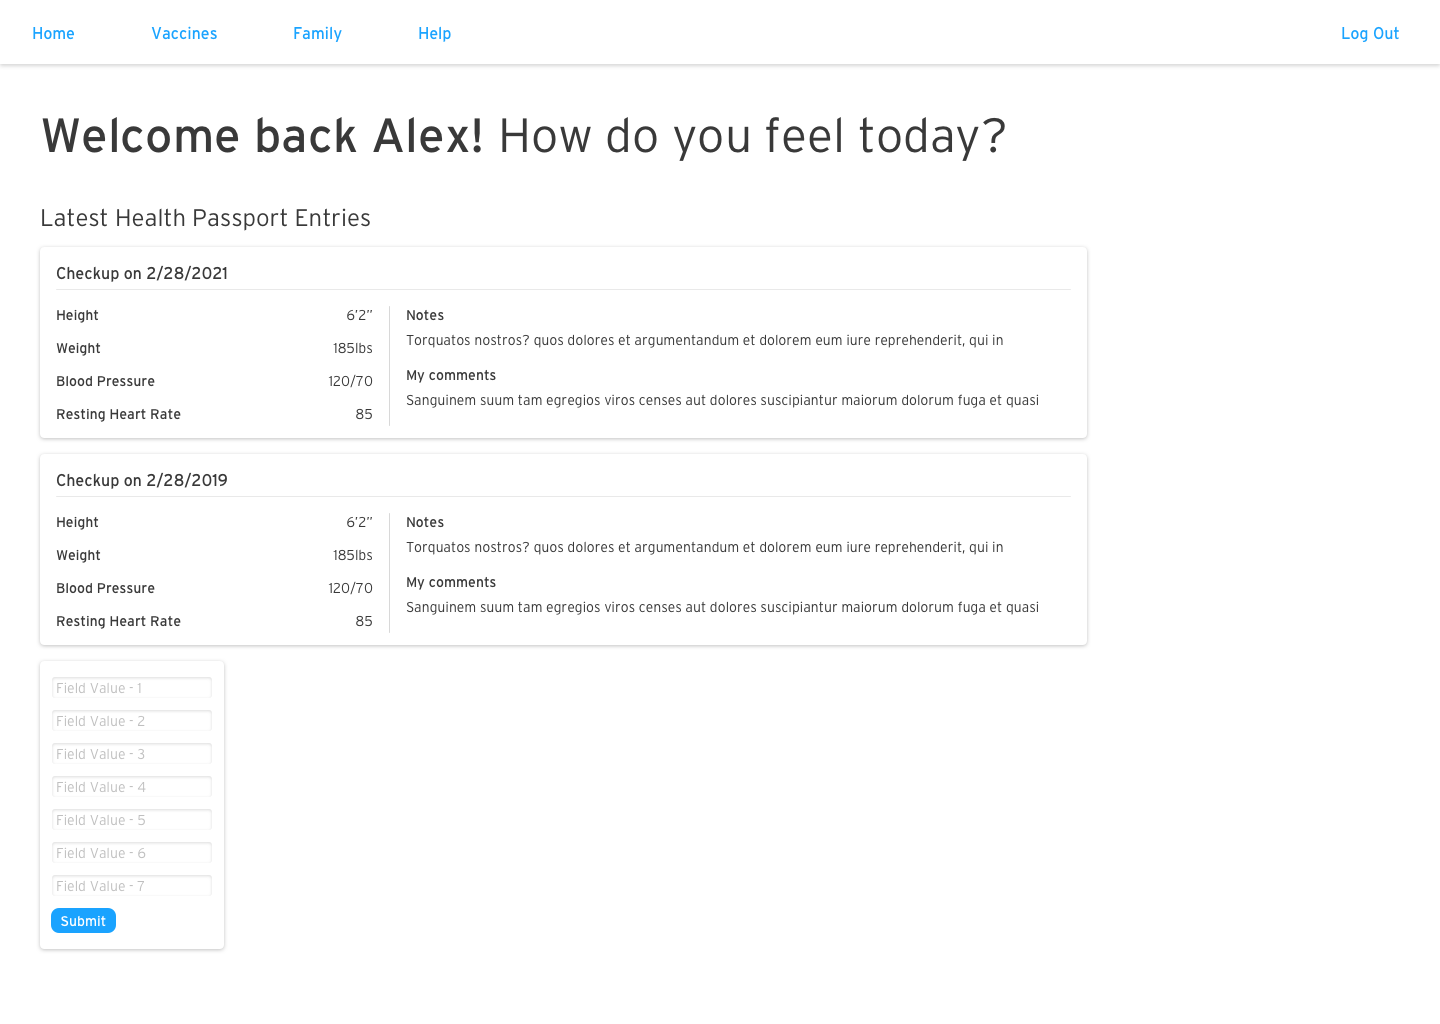 Home Vaccines Family Help Log Out
Welcome back Alex! How do you feel today?
Latest Health Passport Entries
Checkup on 2/28/2021
Height 6’2”
Weight 185lbs
Blood Pressure 120/70
Resting Heart Rate 85
Notes
Torquatos nostros? quos dolores et argumentandum et dolorem eum iure reprehenderit, qui in
My comments
Sanguinem suum tam egregios viros censes aut dolores suscipiantur maiorum dolorum fuga et quasi
Checkup on 2/28/2019
Height 6’2”
Weight 185lbs
Blood Pressure 120/70
Resting Heart Rate 85
Notes
Torquatos nostros? quos dolores et argumentandum et dolorem eum iure reprehenderit, qui in
My comments
Sanguinem suum tam egregios viros censes aut dolores suscipiantur maiorum dolorum fuga et quasi
Field Value - 1
Field Value - 2
Field Value - 3
Field Value - 4
Field Value - 5
Field Value - 6
Field Value - 7
Submit